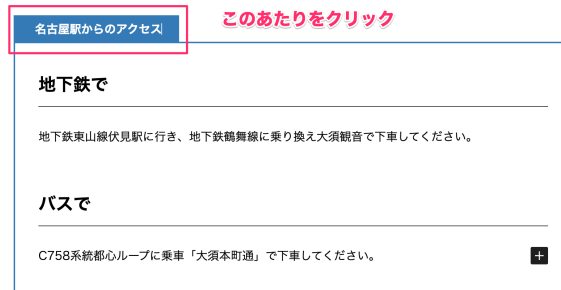 名古屋駅からのアクセス
このあたりをクリック
地下鉄で
地下鉄東山線伏見駅に行き、地下鉄鶴舞線に乗り換え大須観音で下車してください。
バスで
C758系統都心ループに乗車「大須本町通」で下車してください。